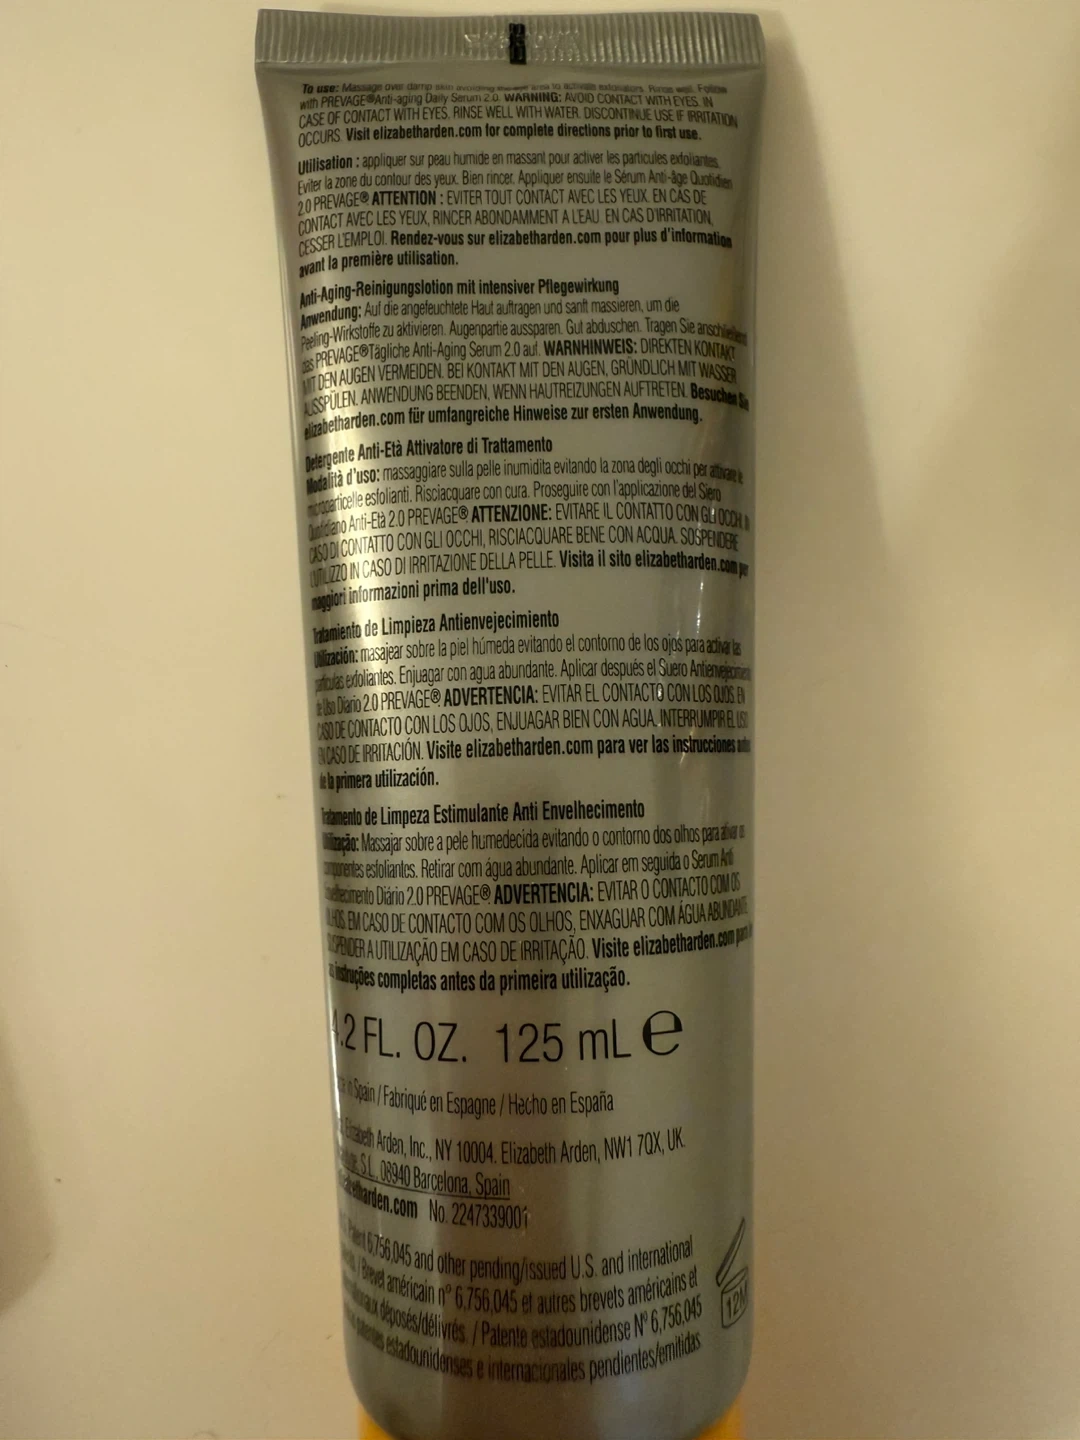 To use: Massage over damp skin avoiding the eye area to activate exfoliators. Rinse well. Follow
with PREVAGE® Anti-aging Daily Serum 2.0. WARNING: AVOID CONTACT WITH EYES. IN
CASE OF CONTACT WITH EYES, RINSE WELL WITH WATER. DISCONTINUE USE IF IRRITATION
OCCURS. Visit elizabetharden.com for complete directions prior to first use.
Utilisation : appliquer sur peau humide en massant pour activer les particules exfoliantes.
Eviter la zone du contour des yeux. Bien rincer. Appliquer ensuite le Sérum Anti-âge Quotidien
2.0 PREVAGE® ATTENTION : EVITER TOUT CONTACT AVEC LES YEUX. EN CAS DE
CONTACT AVEC LES YEUX, RINCER ABONDAMMENT A L'EAU. EN CAS D'IRRITATION,
CESSER L'EMPLOI. Rendez-vous sur elizabetharden.com pour plus d'information
avant la première utilisation.
Anti-Aging-Reinigungslotion mit intensiver Pflegewirkung
Anwendung: Auf die angefeuchtete Haut auftragen und sanft massieren, um die
Peeling-Wirkstoffe zu aktivieren. Augenpartie aussparen. Gut abduschen. Tragen Sie anschließend
das PREVAGE® Tägliche Anti-Aging Serum 2.0 auf. WARNHINWEIS: DIREKTEN KONTAKT
MIT DEN AUGEN VERMEIDEN. BEI KONTAKT MIT DEN AUGEN, GRÜNDLICH MIT WASSER
AUSSPÜLEN. ANWENDUNG BEENDEN, WENN HAUTREIZUNGEN AUFTRETEN. Besuchen Sie
elizabetharden.com für umfangreiche Hinweise zur ersten Anwendung.
Detergente Anti-Età Attivatore di Trattamento
Modalità d'uso: massaggiare sulla pelle inumidita evitando la zona degli occhi per attivare le
microparticelle esfolianti. Risciacquare con cura. Proseguire con l'applicazione del Siero
Quotidiano Anti-Età 2.0 PREVAGE® ATTENZIONE: EVITARE IL CONTATTO CON GLI OCCHI. IN
CASO DI CONTATTO CON GLI OCCHI, RISCIACQUARE BENE CON ACQUA. SOSPENDERE
L'UTILIZZO IN CASO DI IRRITAZIONE DELLA PELLE. Visita il sito elizabetharden.com per
maggiori informazioni prima dell'uso.
Tratamiento de Limpieza Antienvejecimiento
Utilización: masajear sobre la piel húmeda evitando el contorno de los ojos para activar las
partículas exfoliantes. Enjuagar con agua abundante. Aplicar después el Suero Antienvejecimiento
de Uso Diario 2.0 PREVAGE® ADVERTENCIA: EVITAR EL CONTACTO CON LOS OJOS. EN
CASO DE CONTACTO CON LOS OJOS, ENJUAGAR BIEN CON AGUA. INTERRUMPIR EL USO
EN CASO DE IRRITACIÓN. Visite elizabetharden.com para ver las instrucciones antes
de la primera utilización.
Tratamento de Limpeza Estimulante Anti Envelhecimento
Utilização: Massajar sobre a pele humedecida evitando o contorno dos olhos para ativar os
componentes esfoliantes. Retirar com água abundante. Aplicar em seguida o Serum Anti
Envelhecimento Diário 2.0 PREVAGE® ADVERTENCIA: EVITAR O CONTACTO COM OS
OLHOS. EM CASO DE CONTACTO COM OS OLHOS, ENXAGUAR COM ÁGUA ABUNDANTE.
SUSPENDER A UTILIZAÇÃO EM CASO DE IRRITAÇÃO. Visite elizabetharden.com para
as instruções completas antes da primeira utilização.
4.2 FL. OZ. 125 mL ℮
in Spain / Fabriqué en Espagne / Hecho en España
Elizabeth Arden, Inc., NY 10004. Elizabeth Arden, NW1 7QX, UK.
S.L. 08940 Barcelona, Spain
elizabetharden.com No. 2247339001
6,756,045 and other pending/issued U.S. and international
/ Brevet américain n° 6,756,045 et autres brevets américains et
déposés/délivrés. / Patente estadounidense N° 6,756,045
patentes estadounidenses e internacionales pendientes/emitidas
12M